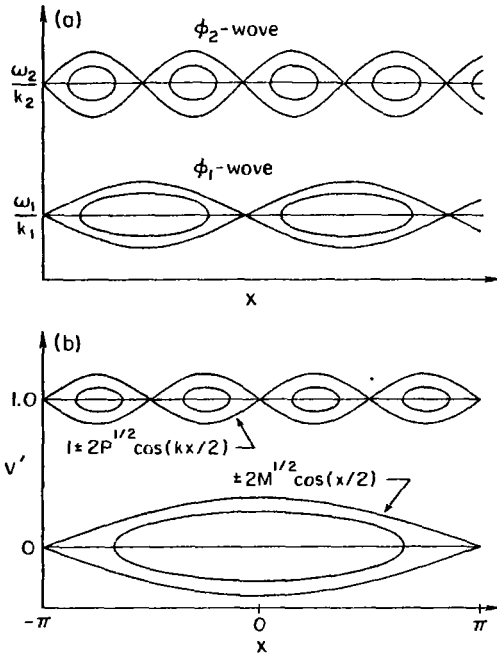 (a)
ϕ₂-wave
ω₂
k₂
ϕ₁-wave
ω₁
k₁
x
(b)
1.0
1±2P^1/2 cos(kx/2)
v′
±2M^1/2 cos(x/2)
0
-π 0 π
x